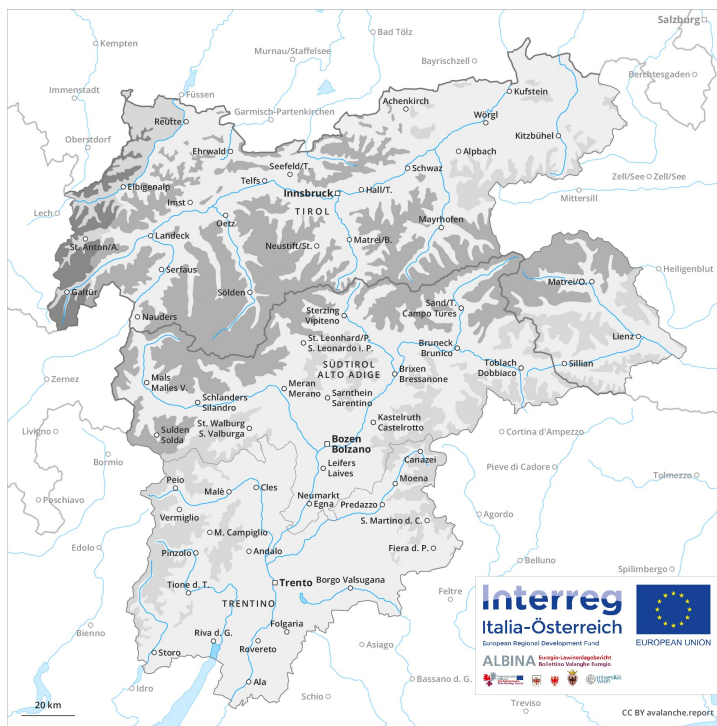 Salzburg
Kempten
Bad Tölz
Murnau/Staffelsee
Bayrischzell
Berchtesgaden
Immenstadt
Füssen
Kufstein
Achenkirch
Garmisch-Partenkirchen
Reutte
Wörgl
Oberstdorf
Kitzbühel
Ehrwald
Alpbach
Seefeld/T.
Schwaz
Telfs
Zell/See
Zell/See
Elbigenalp
Innsbruck
Hall/T.
Mittersill
Imst
TIROL
Lech
Oetz
Mayrhofen
Landeck
Matrei/B.
St. Anton/A.
Neustift/St.
Serfaus
Heiligenblut
Galtür
Sölden
Matrei/O.
Sand/T.
Campo Tures
Nauders
Sterzing
Vipiteno
St. Leonhard/P.
S. Leonardo i. P.
Lienz
Bruneck
Brunico
SÜDTIROL
ALTO ADIGE
Toblach
Dobbiaco
Sillian
Brixen
Bressanone
Zernez
Mals
Malles V.
Meran
Merano
Sarnthein
Sarentino
Schlanders
Silandro
Kastelruth
Castelrotto
St. Walburg
S. Valburga
Livigno
Sulden
Solda
Cortina d'Ampezzo
Bozen
Bolzano
Bormio
Canazei
Leifers
Laives
Pieve di Cadore
Tolmezzo
Peio
Moena
Poschiavo
Malè
Cles
Neumarkt
Egna
Predazzo
Agordo
Vermiglio
S. Martino d. C.
M. Campiglio
Edolo
Pinzolo
Andalo
Fiera d. P.
Belluno
Spilimbergo
Tione d. T.
Trento
Borgo Valsugana
Feltre
TRENTINO
Folgaria
Bienno
Riva d. G.
Rovereto
Asiago
Storo
Ala
Idro
Schio
Bassano d. G.
Treviso
20 km
Interreg
Italia-Österreich
European Regional Development Fund
EUROPEAN UNION
ALBINA
Euregio-Lawinenlagebericht
Bollettino Valanghe Euregio
universität
wien
CC BY avalanche.report